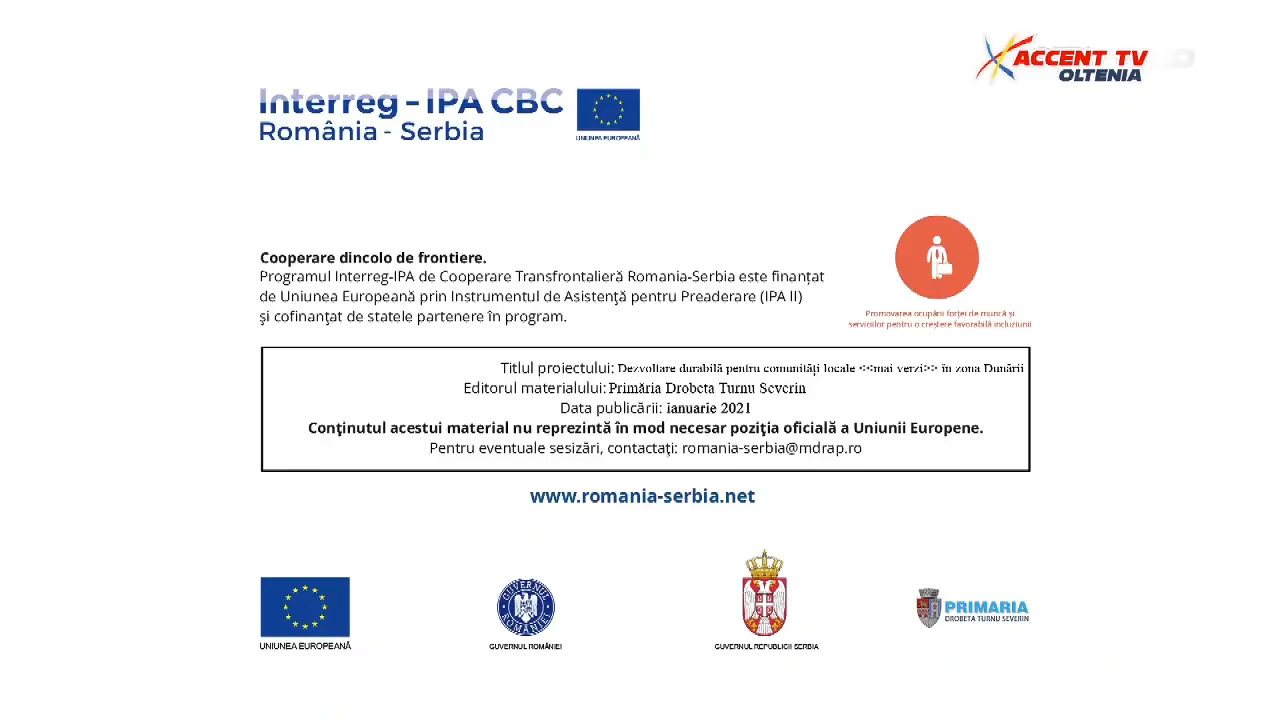 ACCENT TV
OLTENIA
Interreg - IPA CBC
România - Serbia
UNIUNEA EUROPEANĂ
Cooperare dincolo de frontiere.
Programul Interreg-IPA de Cooperare Transfrontalieră Romania-Serbia este finanţat
de Uniunea Europeană prin Instrumentul de Asistenţă pentru Preaderare (IPA II)
şi cofinanţat de statele partenere în program.
Promovarea ocupării forței de muncă și
serviciilor pentru o creștere favorabilă incluziunii
Titlul proiectului: Dezvoltare durabilă pentru comunități locale <<mai verzi>> în zona Dunării
Editorul materialului: Primăria Drobeta Turnu Severin
Data publicării: ianuarie 2021
Conţinutul acestui material nu reprezintă în mod necesar poziţia oficială a Uniunii Europene.
Pentru eventuale sesizări, contactaţi: romania-serbia@mdrap.ro
www.romania-serbia.net
UNIUNEA EUROPEANĂ
GUVERNUL ROMÂNIEI
GUVERNUL ROMÂNIEI
GUVERNUL REPUBLICII SERBIA
PRIMARIA
DROBETA TURNU SEVERIN